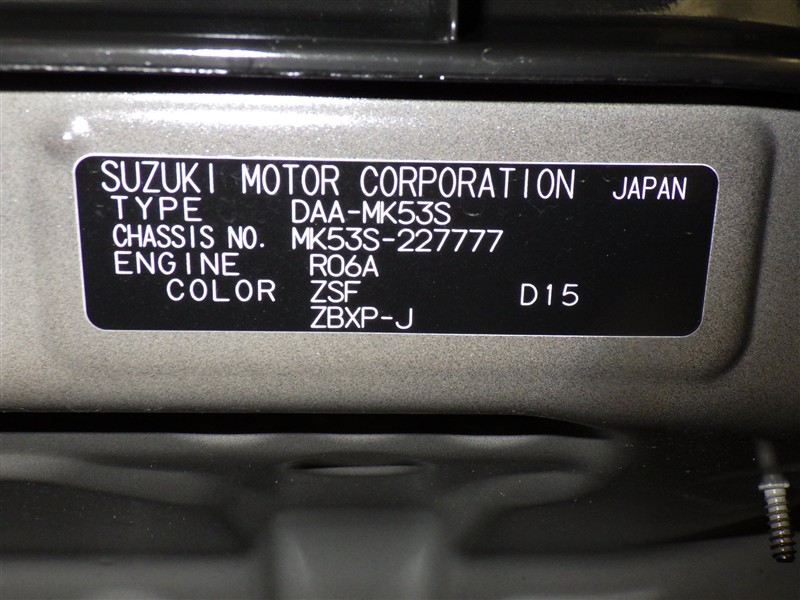 SUZUKI MOTOR CORPORATION JAPAN
TYPE DAA-MK53S
CHASSIS NO. MK53S-227777
ENGINE R06A
COLOR ZSF D15
ZBXP-J